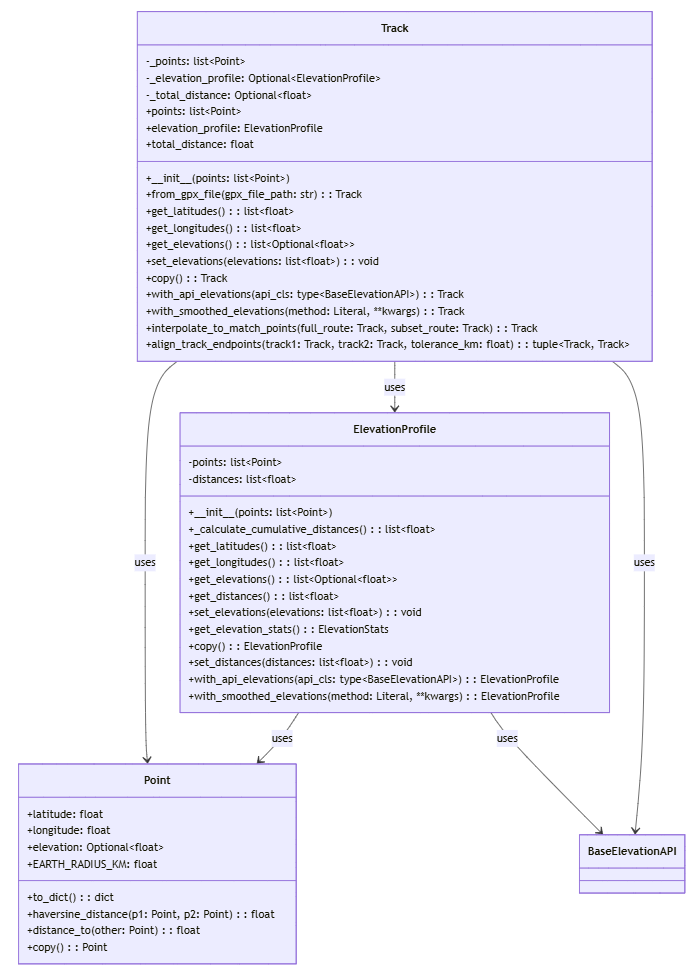 Track
-_points: list<Point>
-_elevation_profile: Optional<ElevationProfile>
-_total_distance: Optional<float>
+points: list<Point>
+elevation_profile: ElevationProfile
+total_distance: float
+__init__(points: list<Point>)
+from_gpx_file(gpx_file_path: str) : : Track
+get_latitudes() : : list<float>
+get_longitudes() : : list<float>
+get_elevations() : : list<Optional<float>>
+set_elevations(elevations: list<float>) : : void
+copy() : : Track
+with_api_elevations(api_cls: type<BaseElevationAPI>) : : Track
+with_smoothed_elevations(method: Literal, **kwargs) : : Track
+interpolate_to_match_points(full_route: Track, subset_route: Track) : : Track
+align_track_endpoints(track1: Track, track2: Track, tolerance_km: float) : : tuple<Track, Track>
uses
ElevationProfile
-points: list<Point>
-distances: list<float>
+__init__(points: list<Point>)
+_calculate_cumulative_distances() : : list<float>
+get_latitudes() : : list<float>
+get_longitudes() : : list<float>
+get_elevations() : : list<Optional<float>>
+get_distances() : : list<float>
+set_elevations(elevations: list<float>) : : void
+get_elevation_stats() : : ElevationStats
+copy() : : ElevationProfile
+set_distances(distances: list<float>) : : void
+with_api_elevations(api_cls: type<BaseElevationAPI>) : : ElevationProfile
+with_smoothed_elevations(method: Literal, **kwargs) : : ElevationProfile
uses
uses
uses
uses
Point
+latitude: float
+longitude: float
+elevation: Optional<float>
+EARTH_RADIUS_KM: float
+to_dict() : : dict
+haversine_distance(p1: Point, p2: Point) : : float
+distance_to(other: Point) : : float
+copy() : : Point
BaseElevationAPI